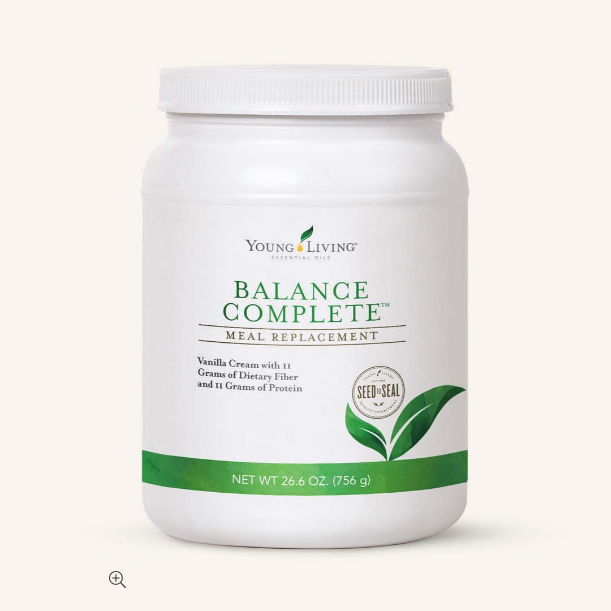 YOUNG LIVING®
ESSENTIAL OILS
BALANCE
COMPLETE™
MEAL REPLACEMENT
Vanilla Cream with 11
Grams of Dietary Fiber
and 11 Grams of Protein
SEED TO SEAL
NET WT 26.6 OZ. (756 g)